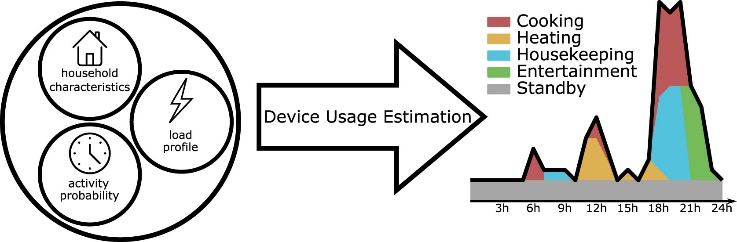 household
characteristics
load
profile
activity
probability
Device Usage Estimation
Cooking
Heating
Housekeeping
Entertainment
Standby
3h 6h 9h 12h 15h 18h 21h 24h